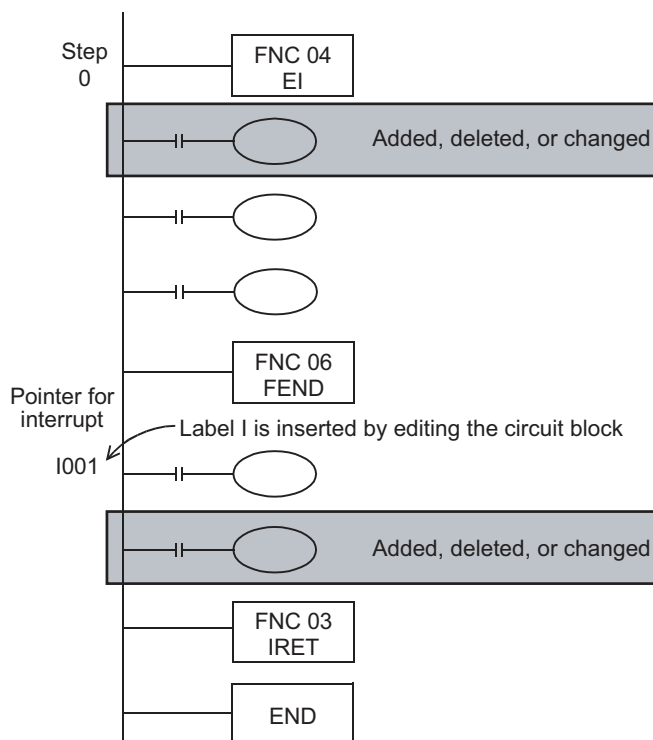 Step
0
FNC 04
EI
Added, deleted, or changed
FNC 06
FEND
Pointer for
interrupt
Label I is inserted by editing the circuit block
I001
Added, deleted, or changed
FNC 03
IRET
END